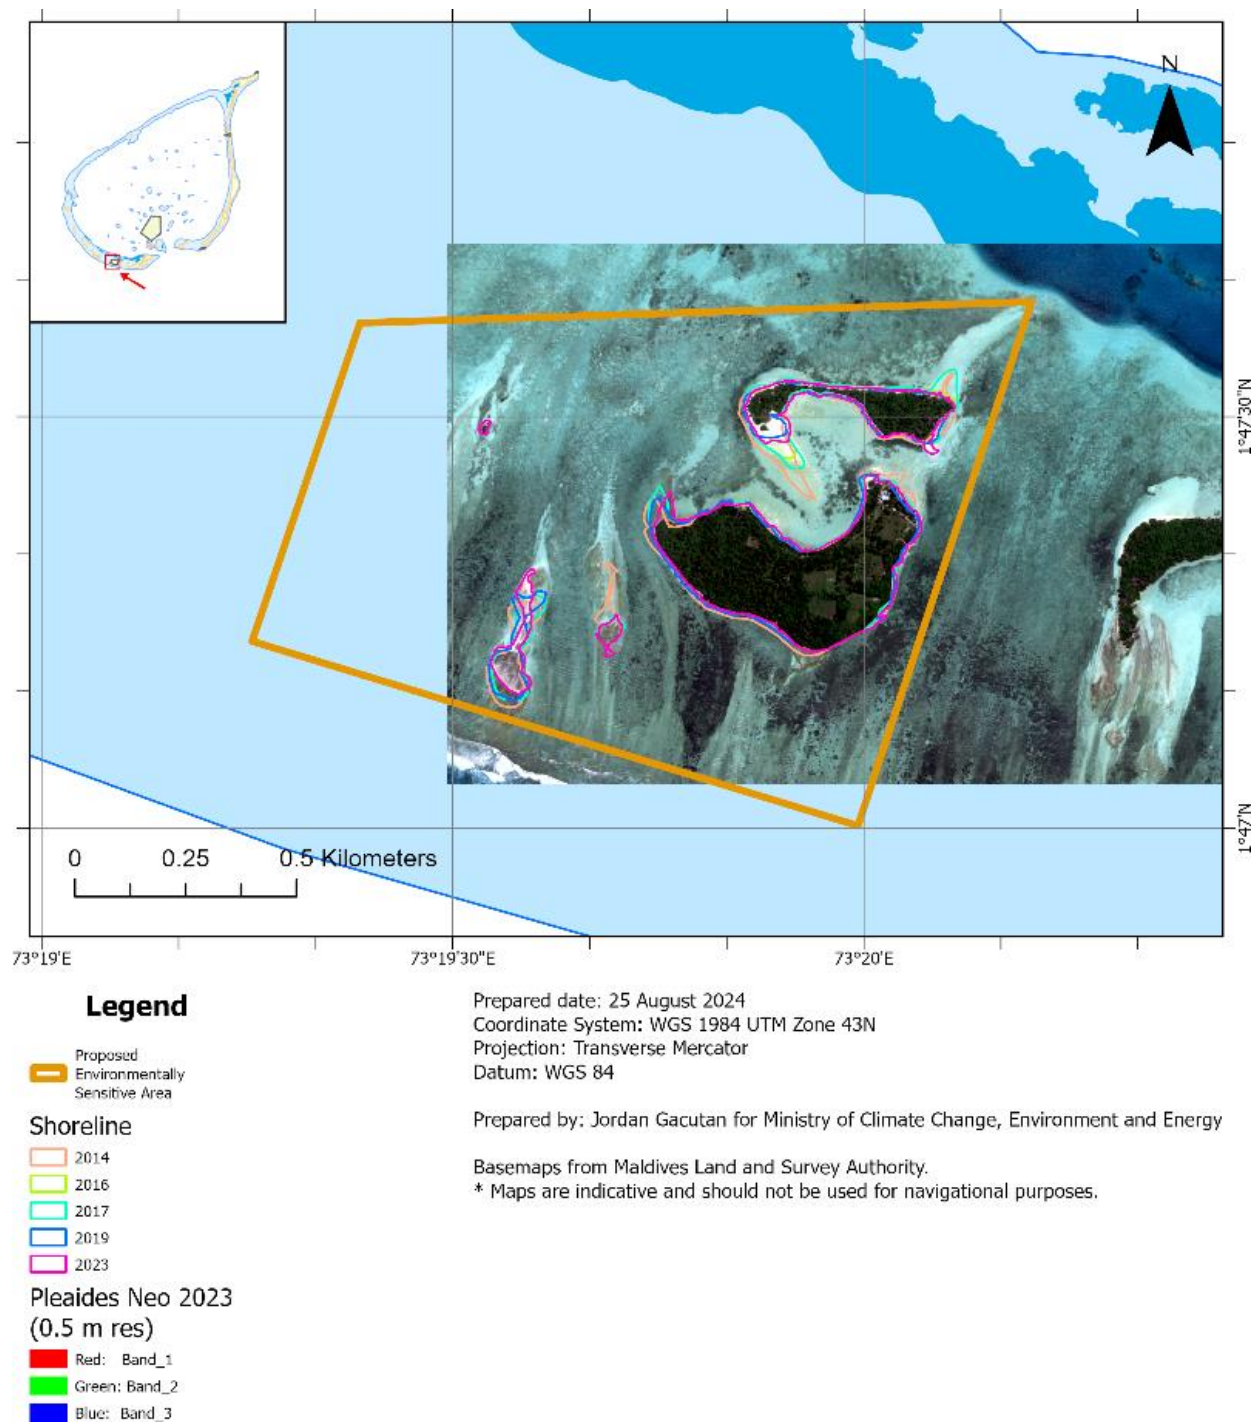 N
1°47'30"N
1°47'N
0 0.25 0.5 Kilometers
73°19'E 73°19'30"E 73°20'E
Legend
Proposed
Environmentally
Sensitive Area
Shoreline
2014
2016
2017
2019
2023
Pleaides Neo 2023
(0.5 m res)
Red: Band_1
Green: Band_2
Blue: Band_3
Prepared date: 25 August 2024
Coordinate System: WGS 1984 UTM Zone 43N
Projection: Transverse Mercator
Datum: WGS 84
Prepared by: Jordan Gacutan for Ministry of Climate Change, Environment and Energy
Basemaps from Maldives Land and Survey Authority.
* Maps are indicative and should not be used for navigational purposes.